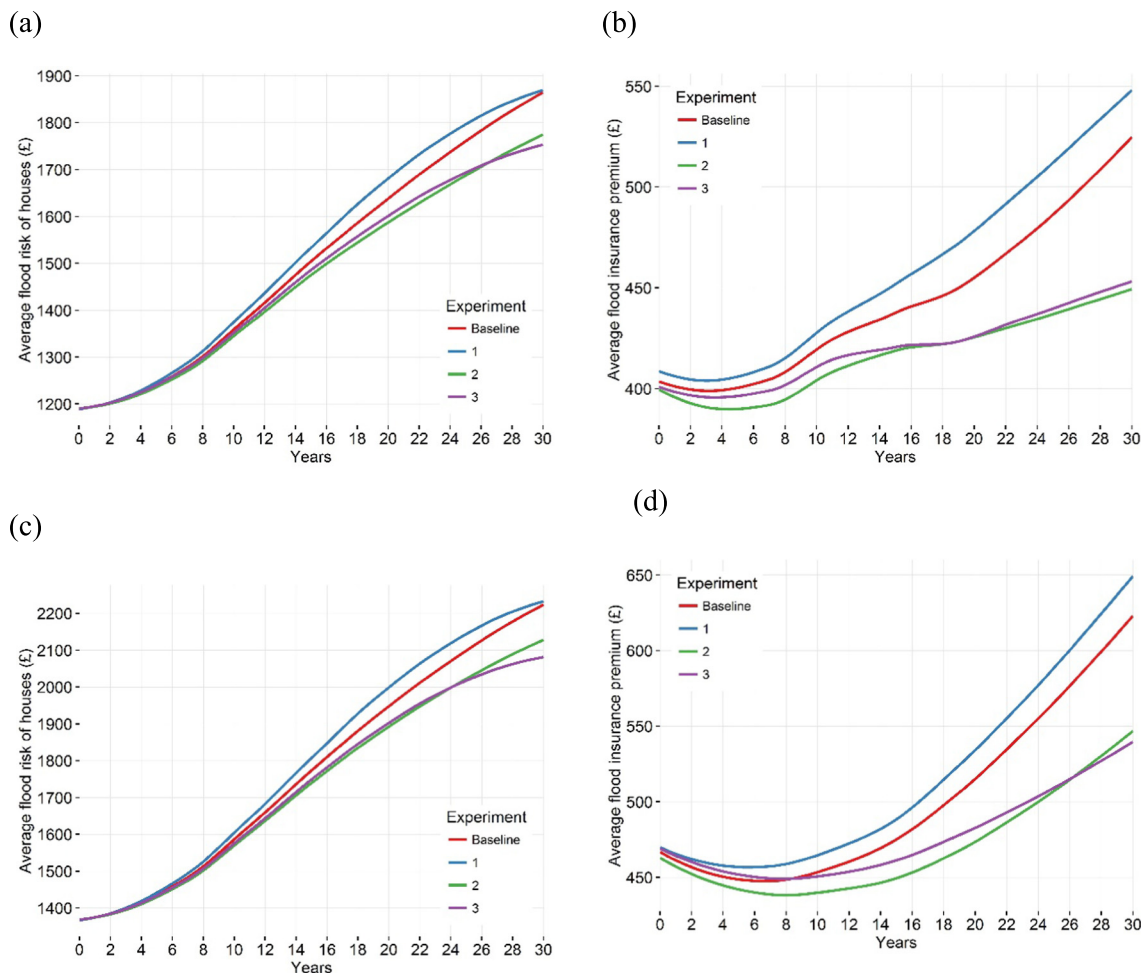 (a)
Average flood risk of houses (£)
1900
1800
1700
1600
1500
1400
1300
1200
Experiment
Baseline
1
2
3
0 2 4 6 8 10 12 14 16 18 20 22 24 26 28 30
Years
(b)
Average flood insurance premium (£)
550
500
450
400
Experiment
Baseline
1
2
3
0 2 4 6 8 10 12 14 16 18 20 22 24 26 28 30
Years
(c)
Average flood risk of houses (£)
2200
2100
2000
1900
1800
1700
1600
1500
1400
Experiment
Baseline
1
2
3
0 2 4 6 8 10 12 14 16 18 20 22 24 26 28 30
Years
(d)
Average flood insurance premium (£)
650
600
550
500
450
Experiment
Baseline
1
2
3
0 2 4 6 8 10 12 14 16 18 20 22 24 26 28 30
Years